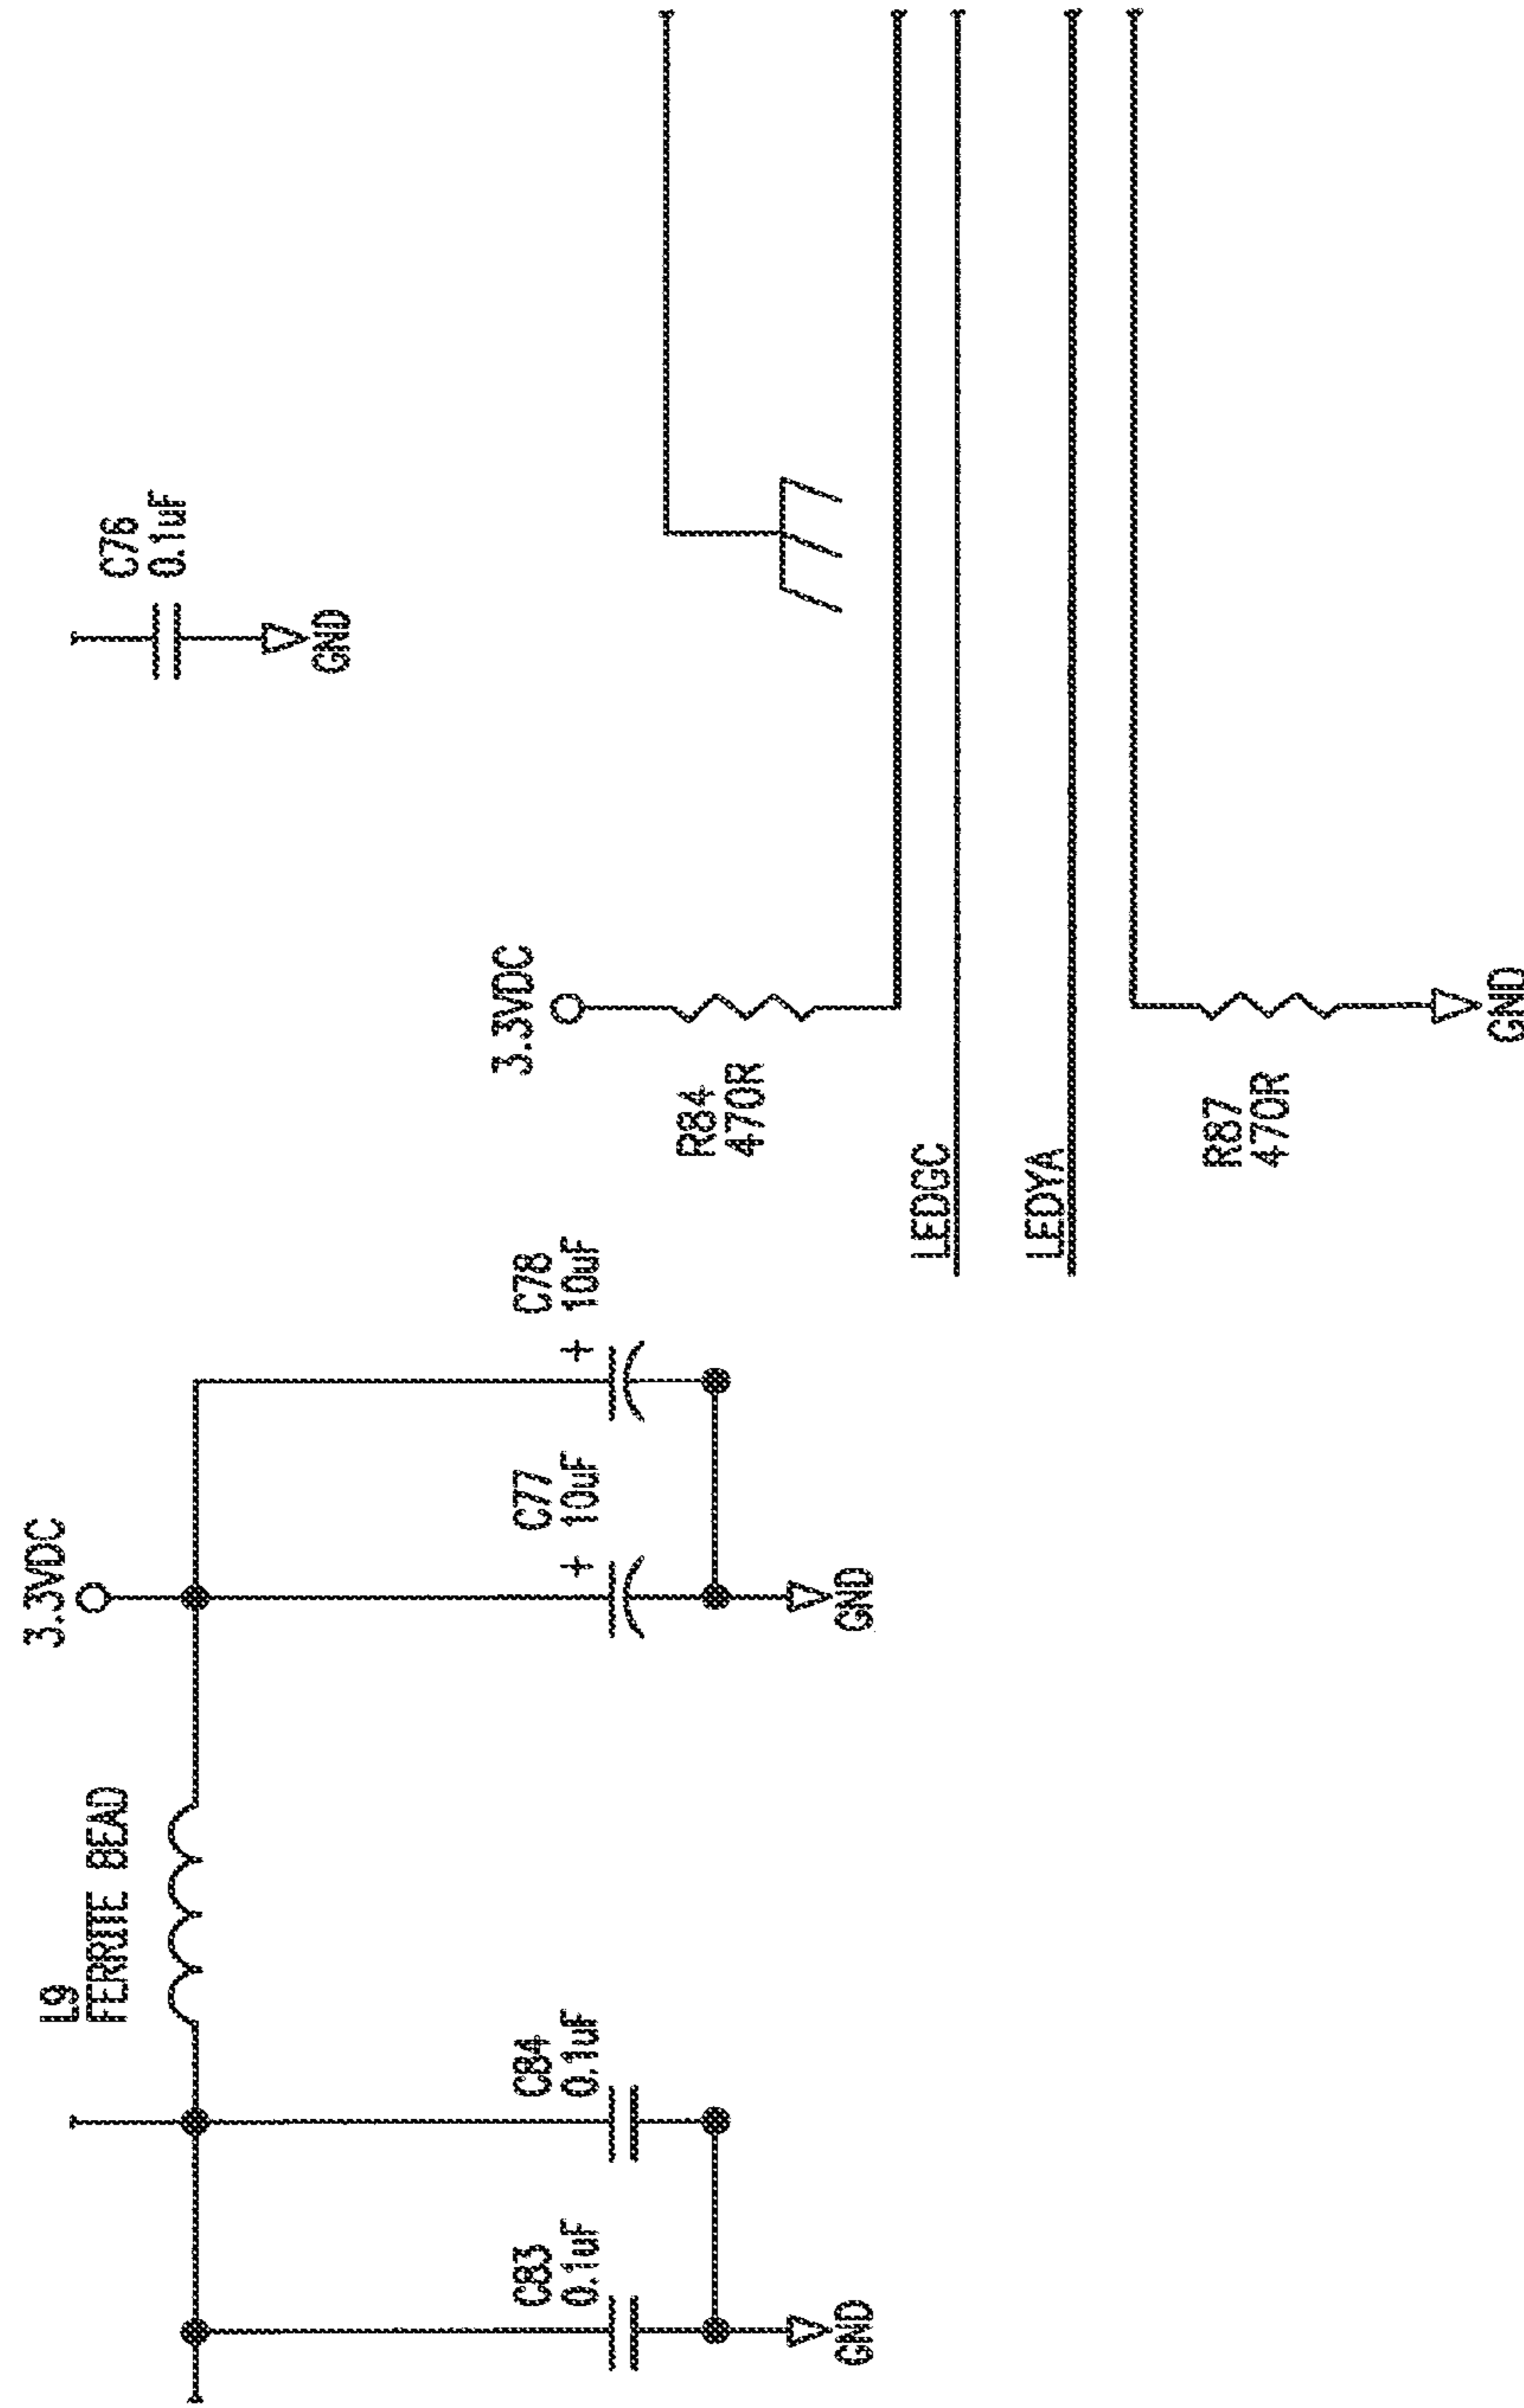 L9
FERRITE BEAD
3.3VDC
C83
0.1uF
C84
0.1uF
C77
+ 10uF
C78
+ 10uF
GND
GND
C76
0.1uF
GND
3.3VDC
R84
470R
LEDGC
LEDYA
R87
470R
GND